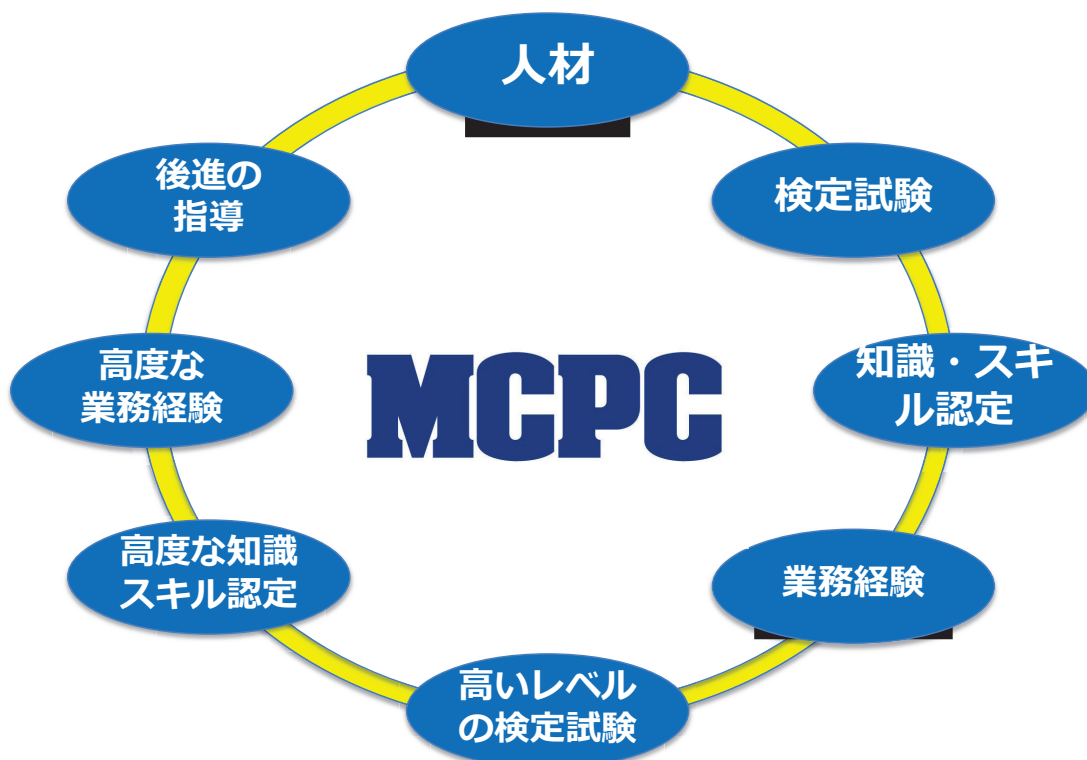 人材
検定試験
知識・スキ
ル認定
業務経験
高いレベル
の検定試験
高度な知識
スキル認定
高度な
業務経験
後進の
指導
MCPC